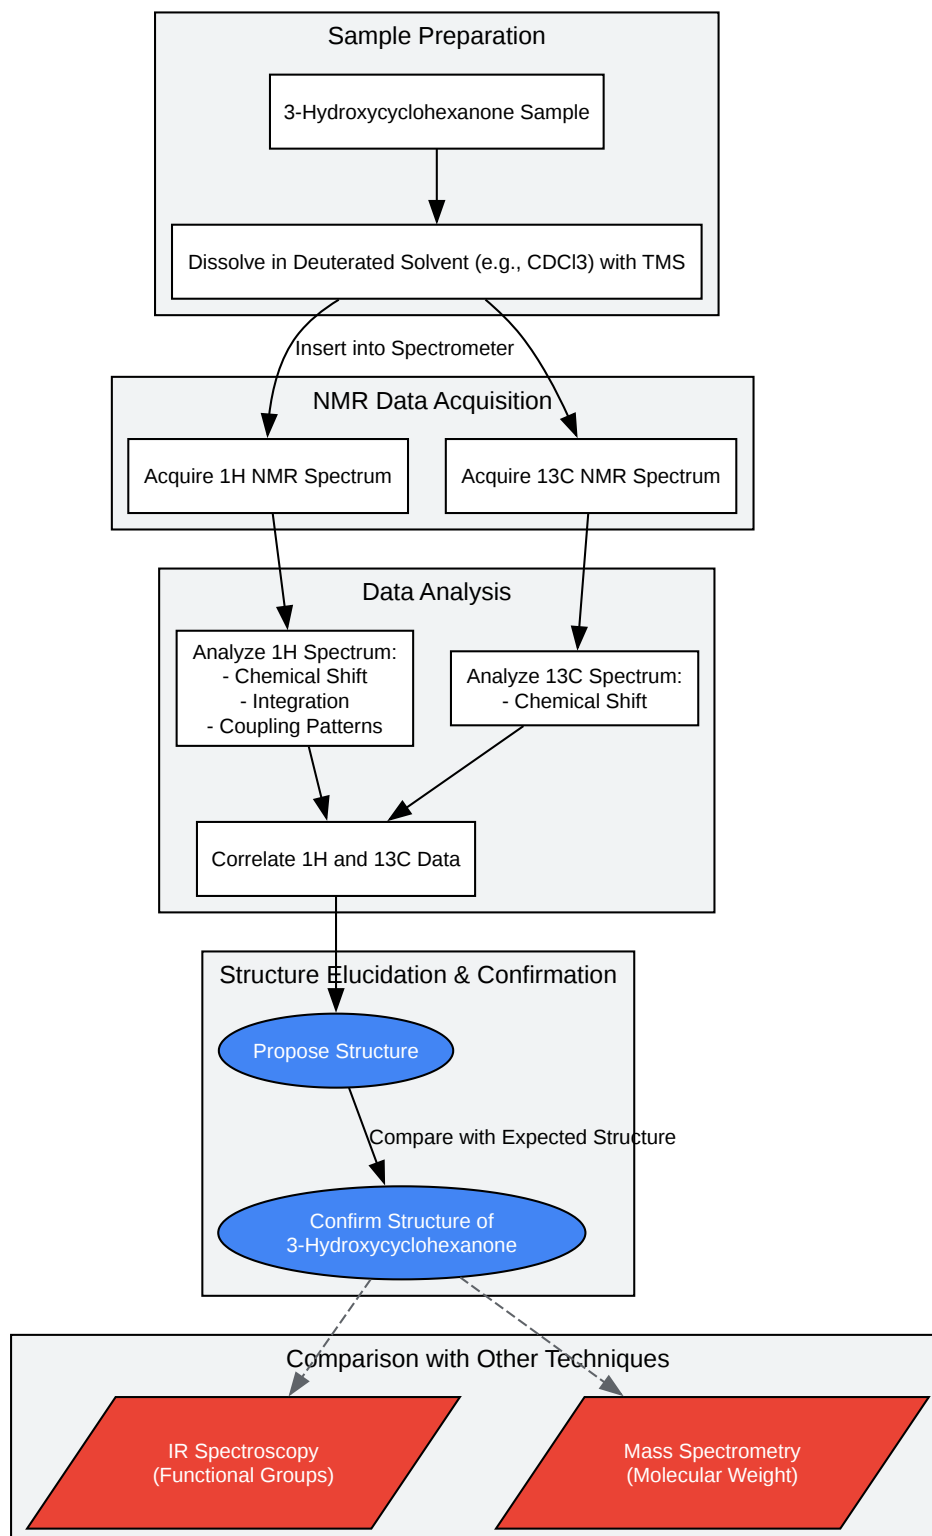 Sample Preparation
3-Hydroxycyclohexanone Sample
Dissolve in Deuterated Solvent (e.g., CDCl3) with TMS
Insert into Spectrometer
NMR Data Acquisition
Acquire 1H NMR Spectrum
Acquire 13C NMR Spectrum
Data Analysis
Analyze 1H Spectrum:
- Chemical Shift
- Integration
- Coupling Patterns
Analyze 13C Spectrum:
- Chemical Shift
Correlate 1H and 13C Data
Structure Elucidation & Confirmation
Propose Structure
Compare with Expected Structure
Confirm Structure of
3-Hydroxycyclohexanone
Comparison with Other Techniques
IR Spectroscopy
(Functional Groups)
Mass Spectrometry
(Molecular Weight)